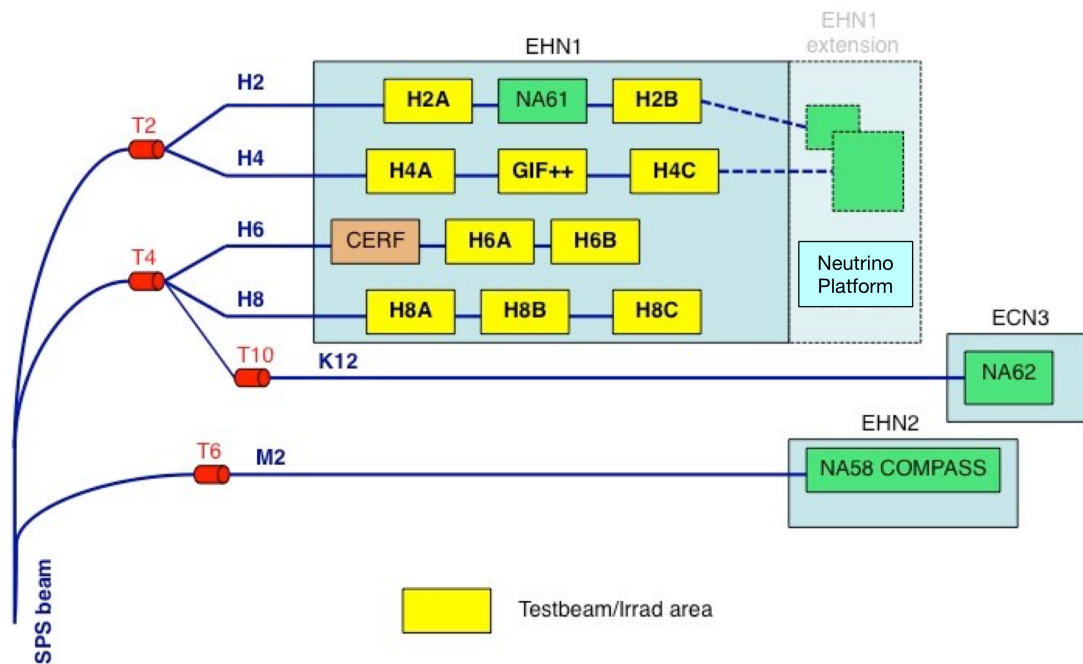 EHN1
EHN1
extension
H2
H2A
NA61
H2B
T2
H4
H4A
GIF++
H4C
H6
CERF
H6A
H6B
T4
Neutrino
Platform
H8
H8A
H8B
H8C
ECN3
T10
K12
NA62
EHN2
T6
M2
NA58 COMPASS
SPS beam
Testbeam/Irrad area